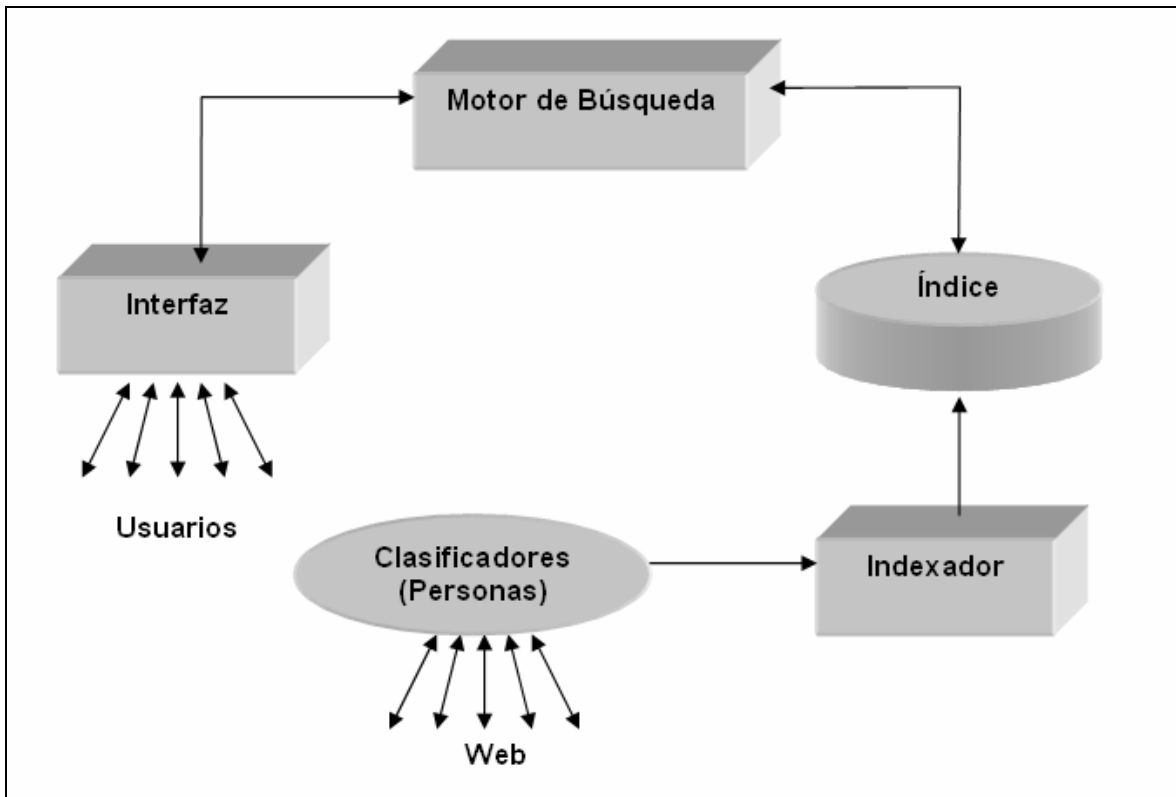 Motor de Búsqueda
Interfaz
Índice
Usuarios
Clasificadores
(Personas)
Indexador
Web